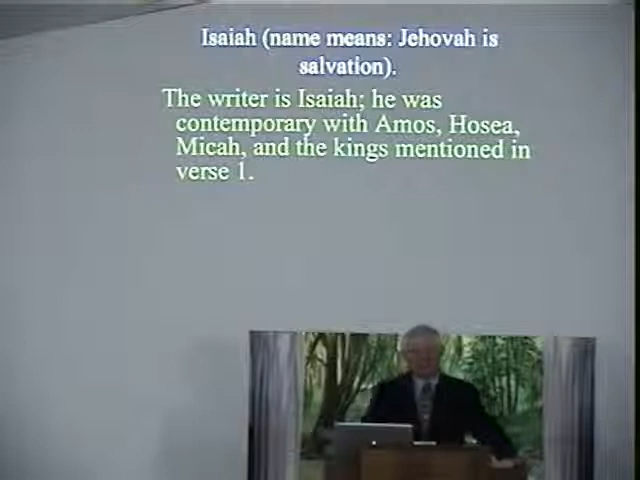 Isaiah (name means: Jehovah is
salvation).
The writer is Isaiah; he was
contemporary with Amos, Hosea,
Micah, and the kings mentioned in
verse 1.